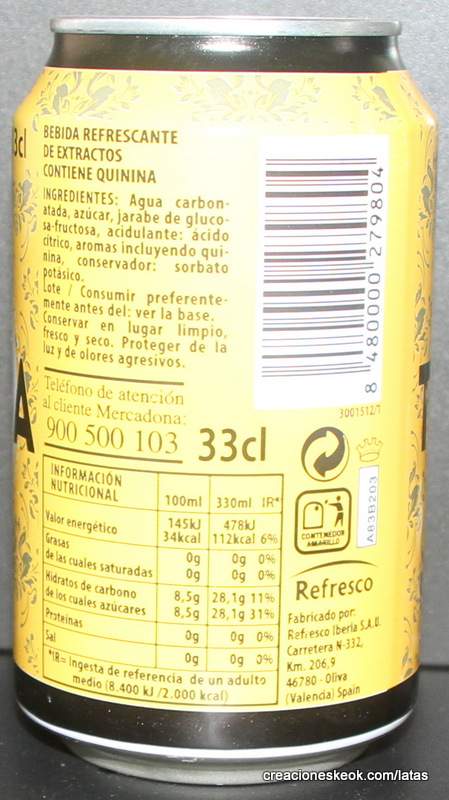 3cl
BEBIDA REFRESCANTE
DE EXTRACTOS
CONTIENE QUININA
INGREDIENTES: Agua carbon-
atada, azúcar, jarabe de gluco-
sa-fructosa, acidulante: ácido
cítrico, aromas incluyendo qui-
nina, conservador: sorbato
potásico.
Lote / Consumir preferente-
mente antes del: ver la base.
Conservar en lugar limpio,
fresco y seco. Proteger de la
luz y de olores agresivos.
8 480000 279804
3001512/1
Teléfono de atención
al cliente Mercadona:
900 500 103
33cl
A
T
CONTENEDOR
AMARILLO
A83B203
INFORMACIÓN
NUTRICIONAL
100ml 330ml IR*
Valor energético 145kJ 478kJ
34kcal 112kcal 6%
Grasas 0g 0g 0%
de las cuales saturadas 0g 0g 0%
Hidratos de carbono 8,5g 28,1g 11%
de los cuales azúcares 8,5g 28,1g 31%
Proteínas 0g 0g 0%
Sal 0g 0g 0%
*IR= Ingesta de referencia de un adulto
medio (8.400 kJ /2.000 kcal)
Refresco
Fabricado por:
Refresco Iberia S.A.U.
Carretera N-332,
Km. 206,9
46780 - Oliva
(Valencia) Spain
creacioneskeok.com/latas